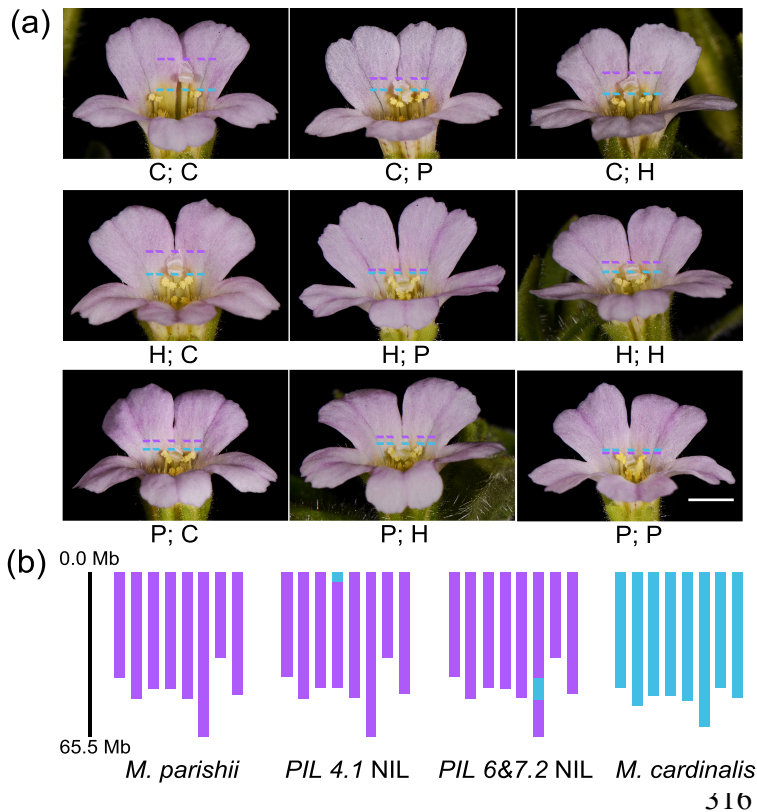 (a)
C; C
C; P
C; H
H; C
H; P
H; H
P; C
P; H
P; P
(b)
0.0 Mb
65.5 Mb
M. parishii
PIL 4.1 NIL
PIL 6&7.2 NIL
M. cardinalis
316